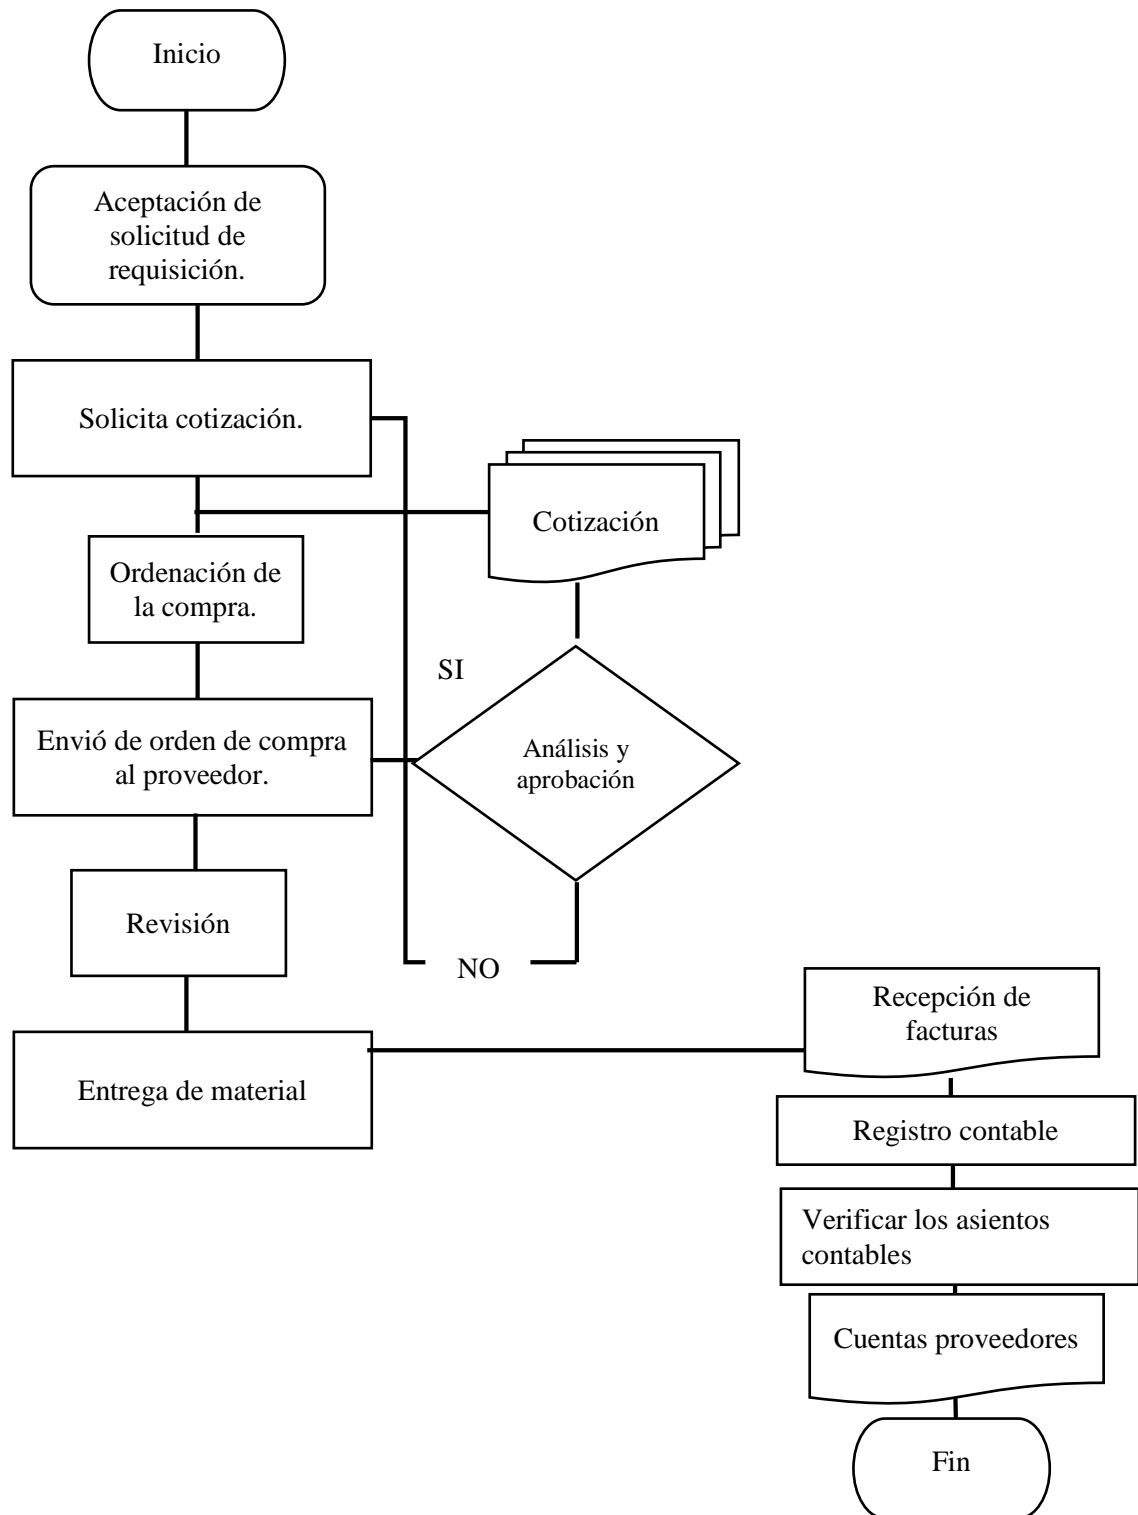 Inicio
Aceptación de
solicitud de
requisición.
Solicita cotización.
Cotización
Ordenación de
la compra.
SI
Envió de orden de compra
al proveedor.
Análisis y
aprobación
Revisión
NO
Entrega de material
Recepción de
facturas
Registro contable
Verificar los asientos
contables
Cuentas proveedores
Fin